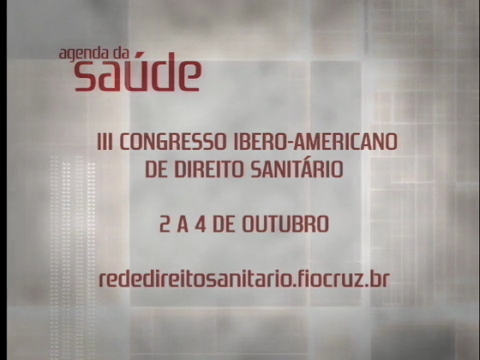 agenda da
saúde
III CONGRESSO IBERO-AMERICANO
DE DIREITO SANITÁRIO
2 A 4 DE OUTUBRO
rededireitosanitario.fiocruz.br